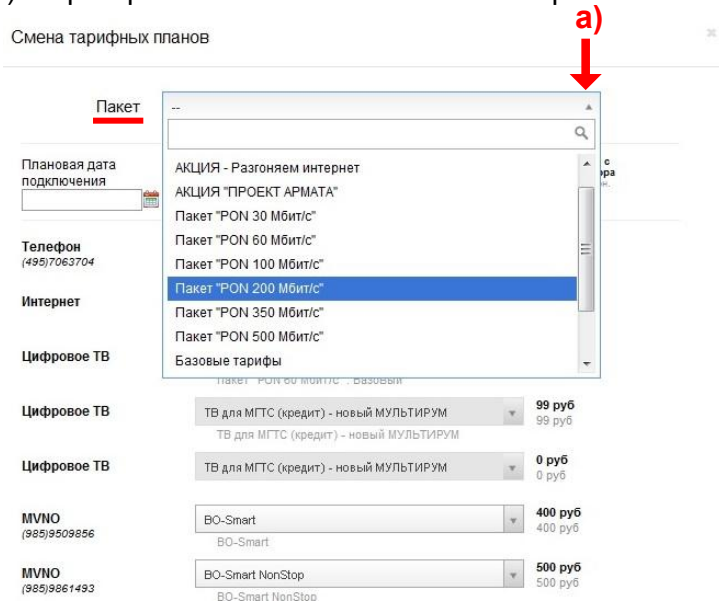 а)
Смена тарифных планов
Пакет
--
АКЦИЯ - Разгоняем интернет
АКЦИЯ "ПРОЕКТ АРМАТА"
Пакет "PON 30 Мбит/с"
Пакет "PON 60 Мбит/с"
Пакет "PON 100 Мбит/с"
Пакет "PON 200 Мбит/с"
Пакет "PON 350 Мбит/с"
Пакет "PON 500 Мбит/с"
Базовые тарифы
Плановая дата
подключения
с
Телефон
(495)7063704
Интернет
Цифровое ТВ
Пакет "PON 60 Мбит/с". Базовый
Цифровое ТВ
ТВ для МГТС (кредит) - новый МУЛЬТИРУМ
99 руб
ТВ для МГТС (кредит) - новый МУЛЬТИРУМ
99 руб
Цифровое ТВ
ТВ для МГТС (кредит) - новый МУЛЬТИРУМ
0 руб
0 руб
MVNO
(985)9509856
BO-Smart
400 руб
BO-Smart
400 руб
MVNO
(985)9861493
BO-Smart NonStop
500 руб
BO-Smart NonStop
500 руб